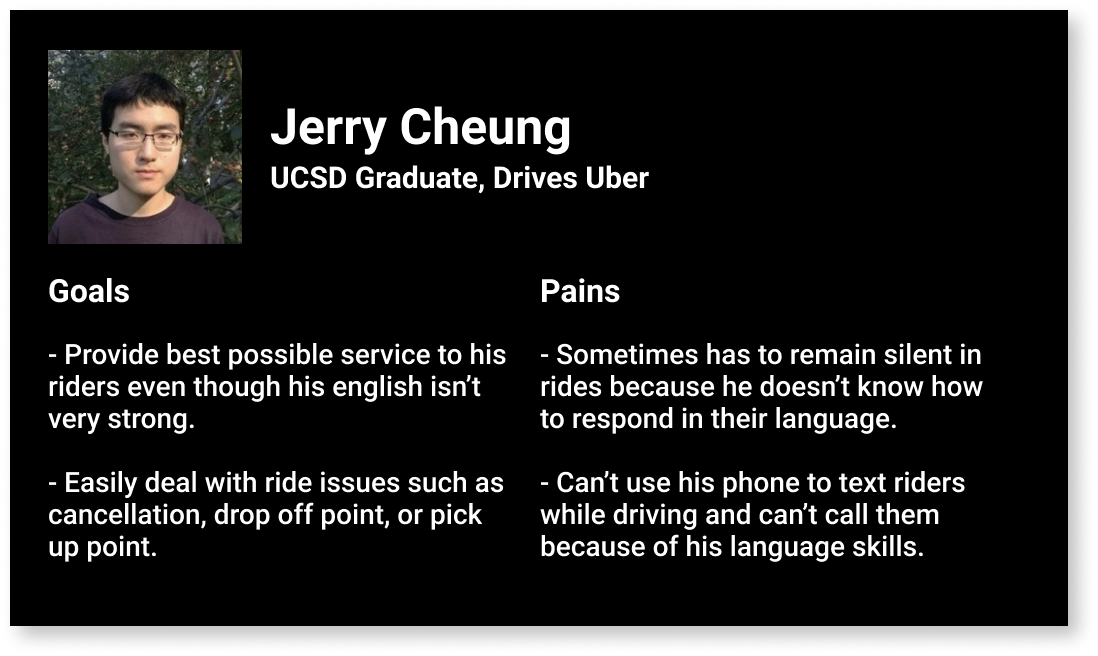 Jerry Cheung
UCSD Graduate, Drives Uber
Goals
- Provide best possible service to his
riders even though his english isn’t
very strong.
- Easily deal with ride issues such as
cancellation, drop off point, or pick
up point.
Pains
- Sometimes has to remain silent in
rides because he doesn’t know how
to respond in their language.
- Can’t use his phone to text riders
while driving and can’t call them
because of his language skills.